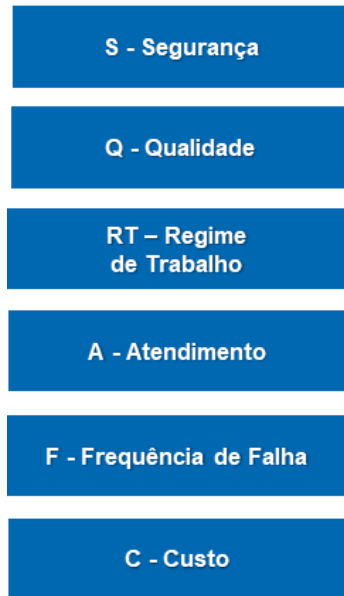 S - Segurança
Q - Qualidade
RT – Regime
de Trabalho
A - Atendimento
F - Frequência de Falha
C - Custo